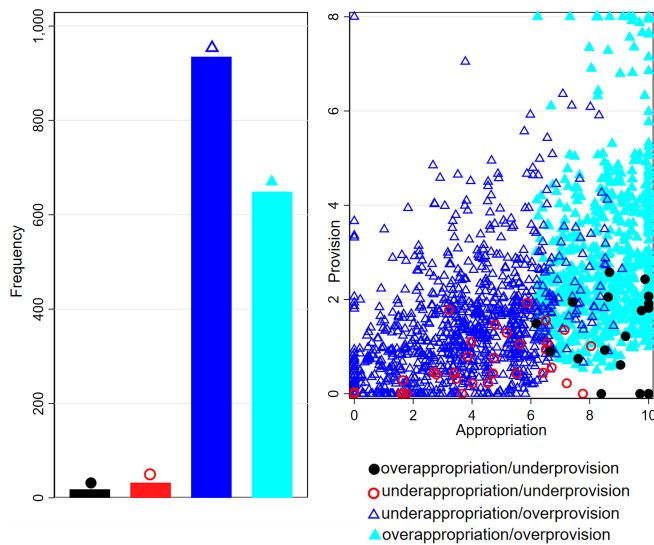 1,000
800
600
400
200
0
Frequency
8
6
4
2
0
Provision
0 2 4 6 8 10
Appropriation
overappropriation/underprovision
underappropriation/underprovision
underappropriation/overprovision
overappropriation/overprovision